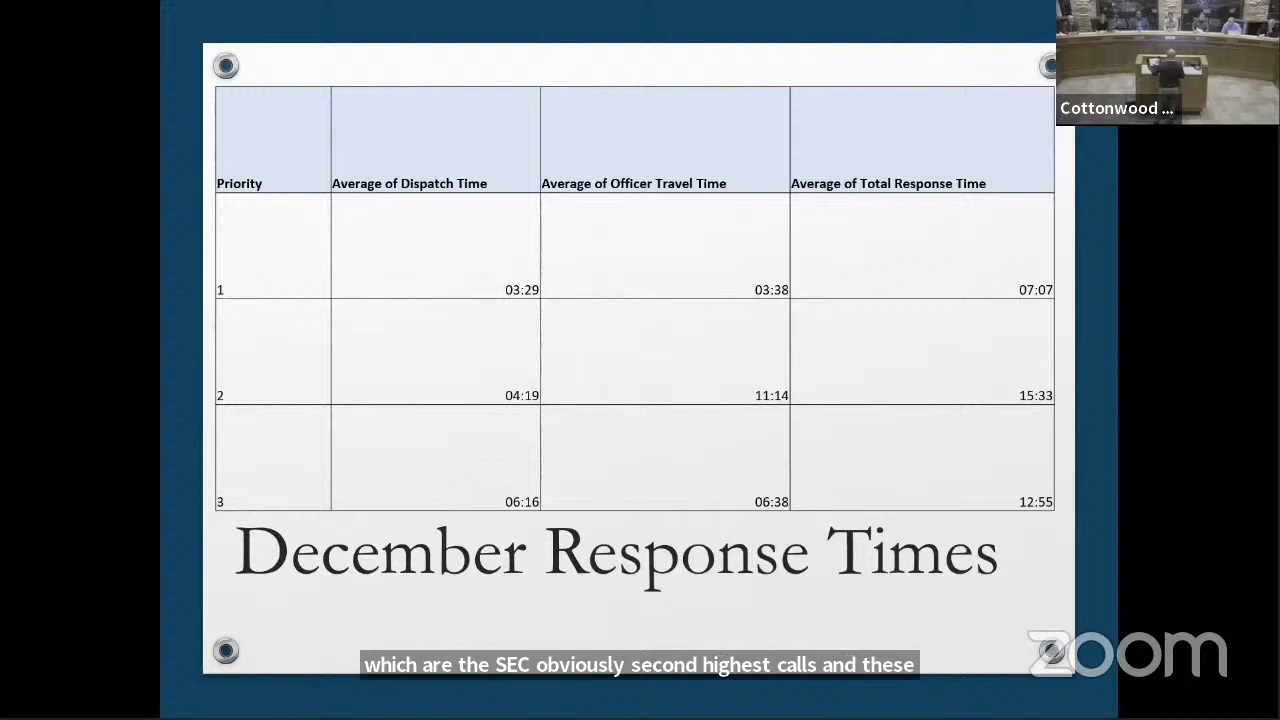 Cottonwood ...
Priority Average of Dispatch Time Average of Officer Travel Time Average of Total Response Time
1 03:29 03:38 07:07
2 04:19 11:14 15:33
3 06:16 06:38 12:55
December Response Times
which are the SEC obviously second highest calls and these
zoom